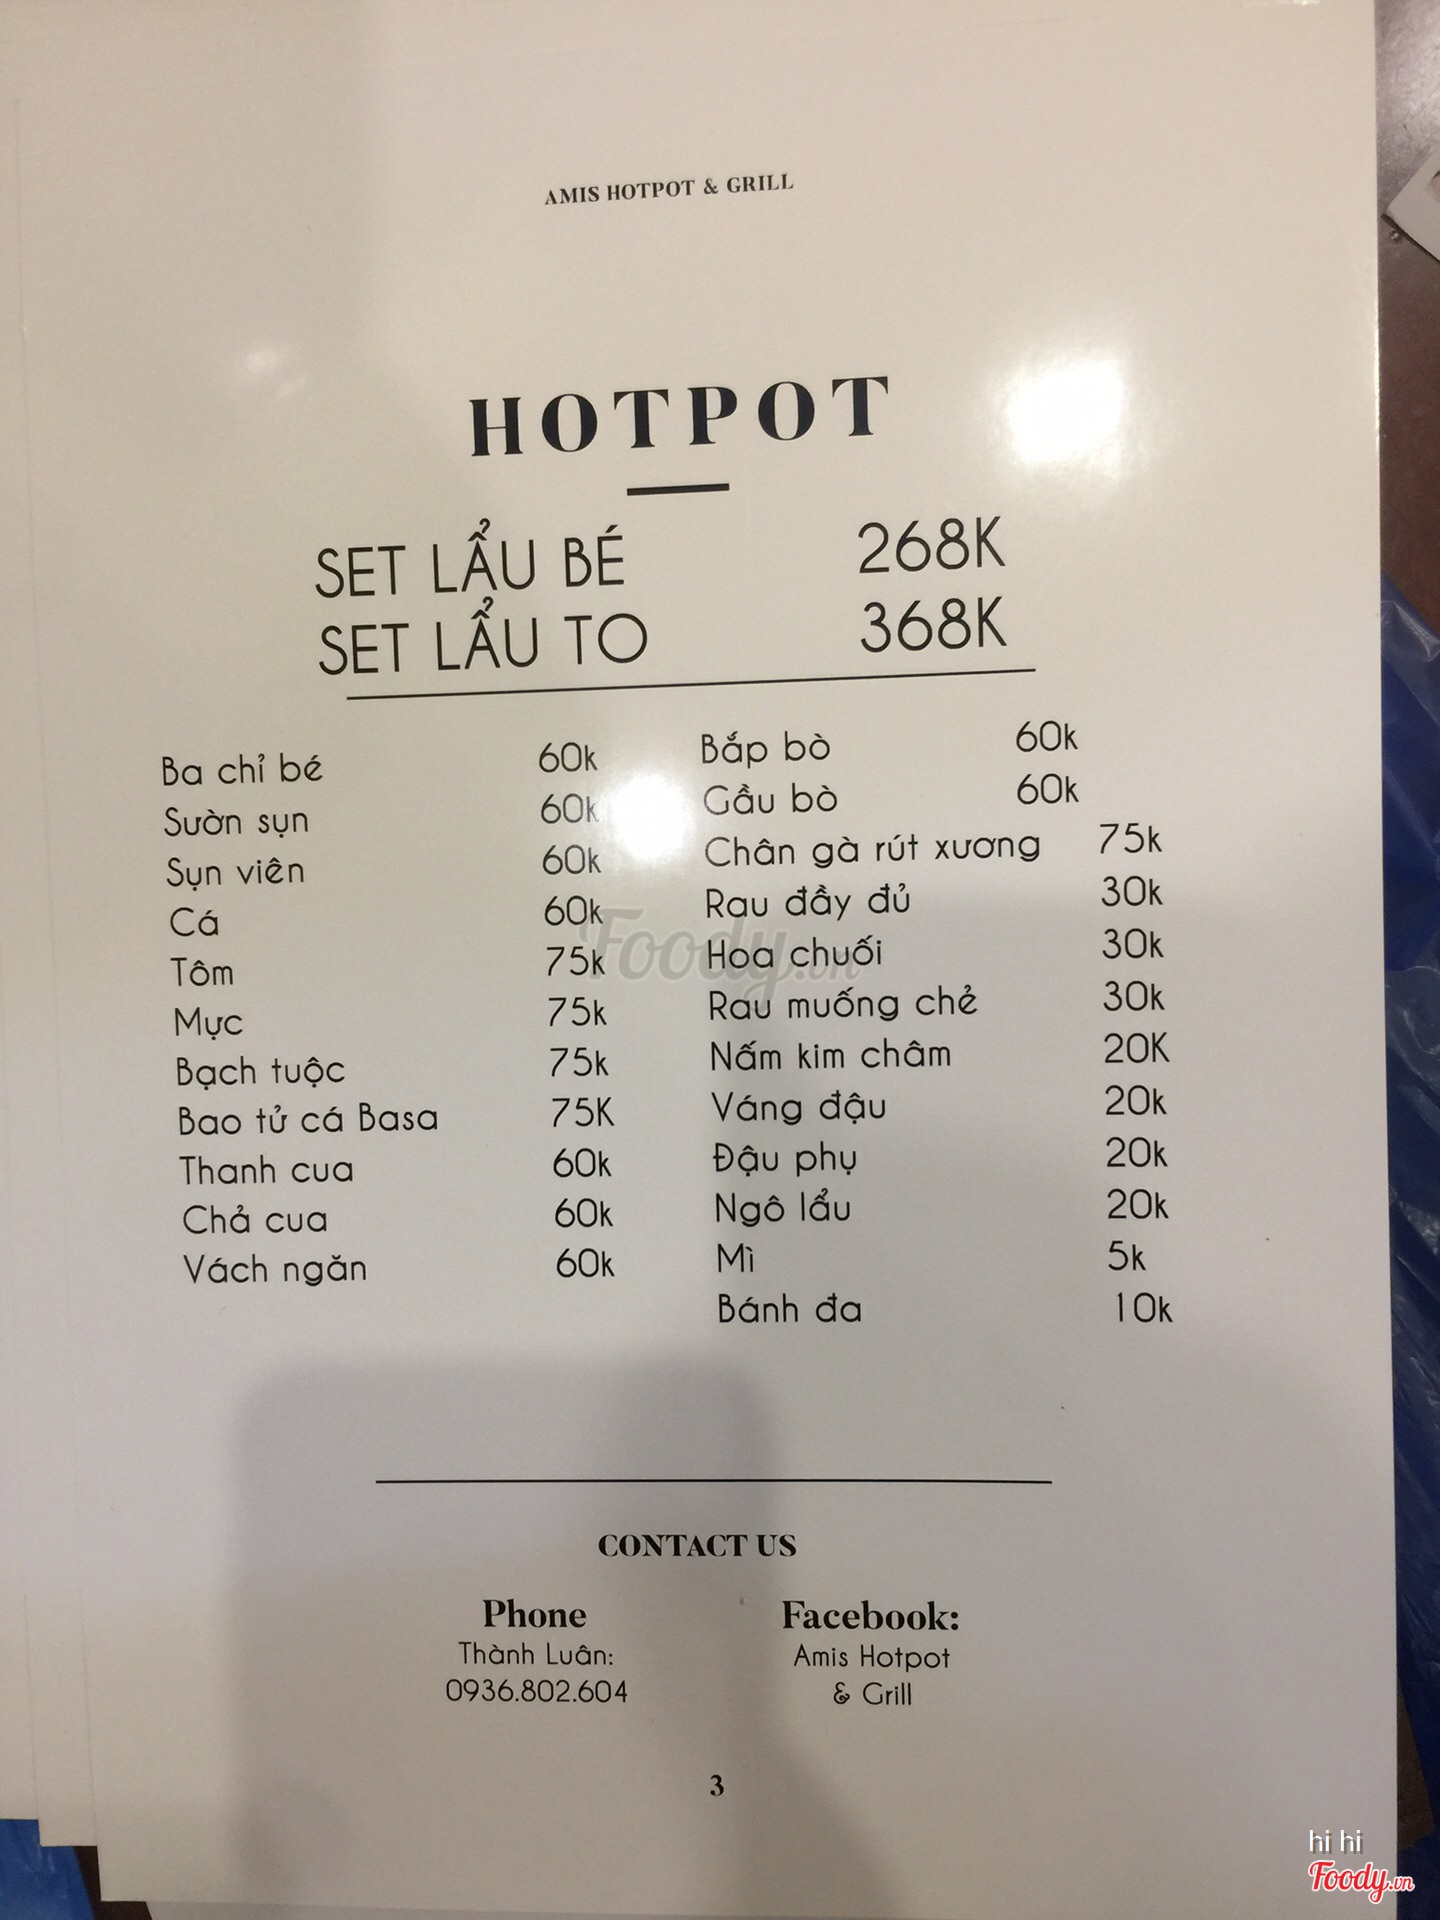 AMIS HOTPOT & GRILL
HOTPOT
SET LẨU BÉ 268K
SET LẨU TO 368K
Ba chỉ bé 60k
Sườn sụn 60k
Sụn viên 60k
Cá 60k
Tôm 75k
Mực 75k
Bạch tuộc 75k
Bao tử cá Basa 75K
Thanh cua 60k
Chả cua 60k
Vách ngăn 60k
Bắp bò 60k
Gầu bò 60k
Chân gà rút xương 75k
Rau đầy đủ 30k
Hoa chuối 30k
Rau muống chẻ 30k
Nấm kim châm 20K
Váng đậu 20k
Đậu phụ 20k
Ngô lẩu 20k
Mì 5k
Bánh đa 10k
Foody.vn
CONTACT US
Phone
Thành Luân:
0936.802.604
Facebook:
Amis Hotpot
& Grill
3
hi hi
Foody.vn